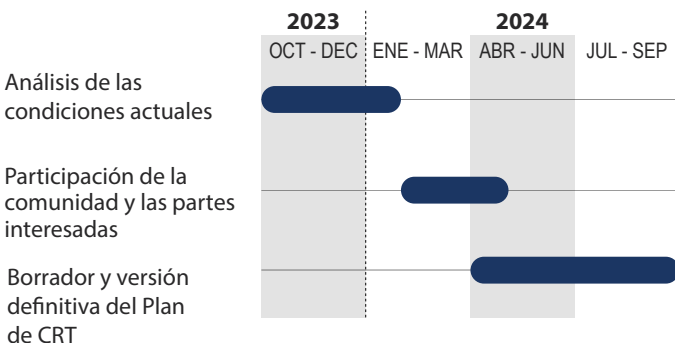 2023 2024
OCT - DEC ENE - MAR ABR - JUN JUL - SEP
Análisis de las
condiciones actuales
Participación de la
comunidad y las partes
interesadas
Borrador y versión
definitiva del Plan
de CRT